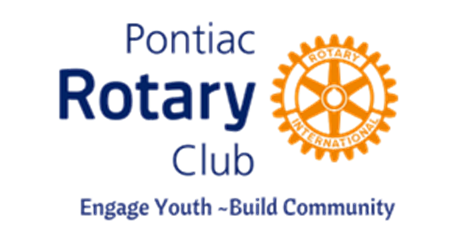 Pontiac
Rotary
Club
ROTARY
INTERNATIONAL
Engage Youth ~Build Community